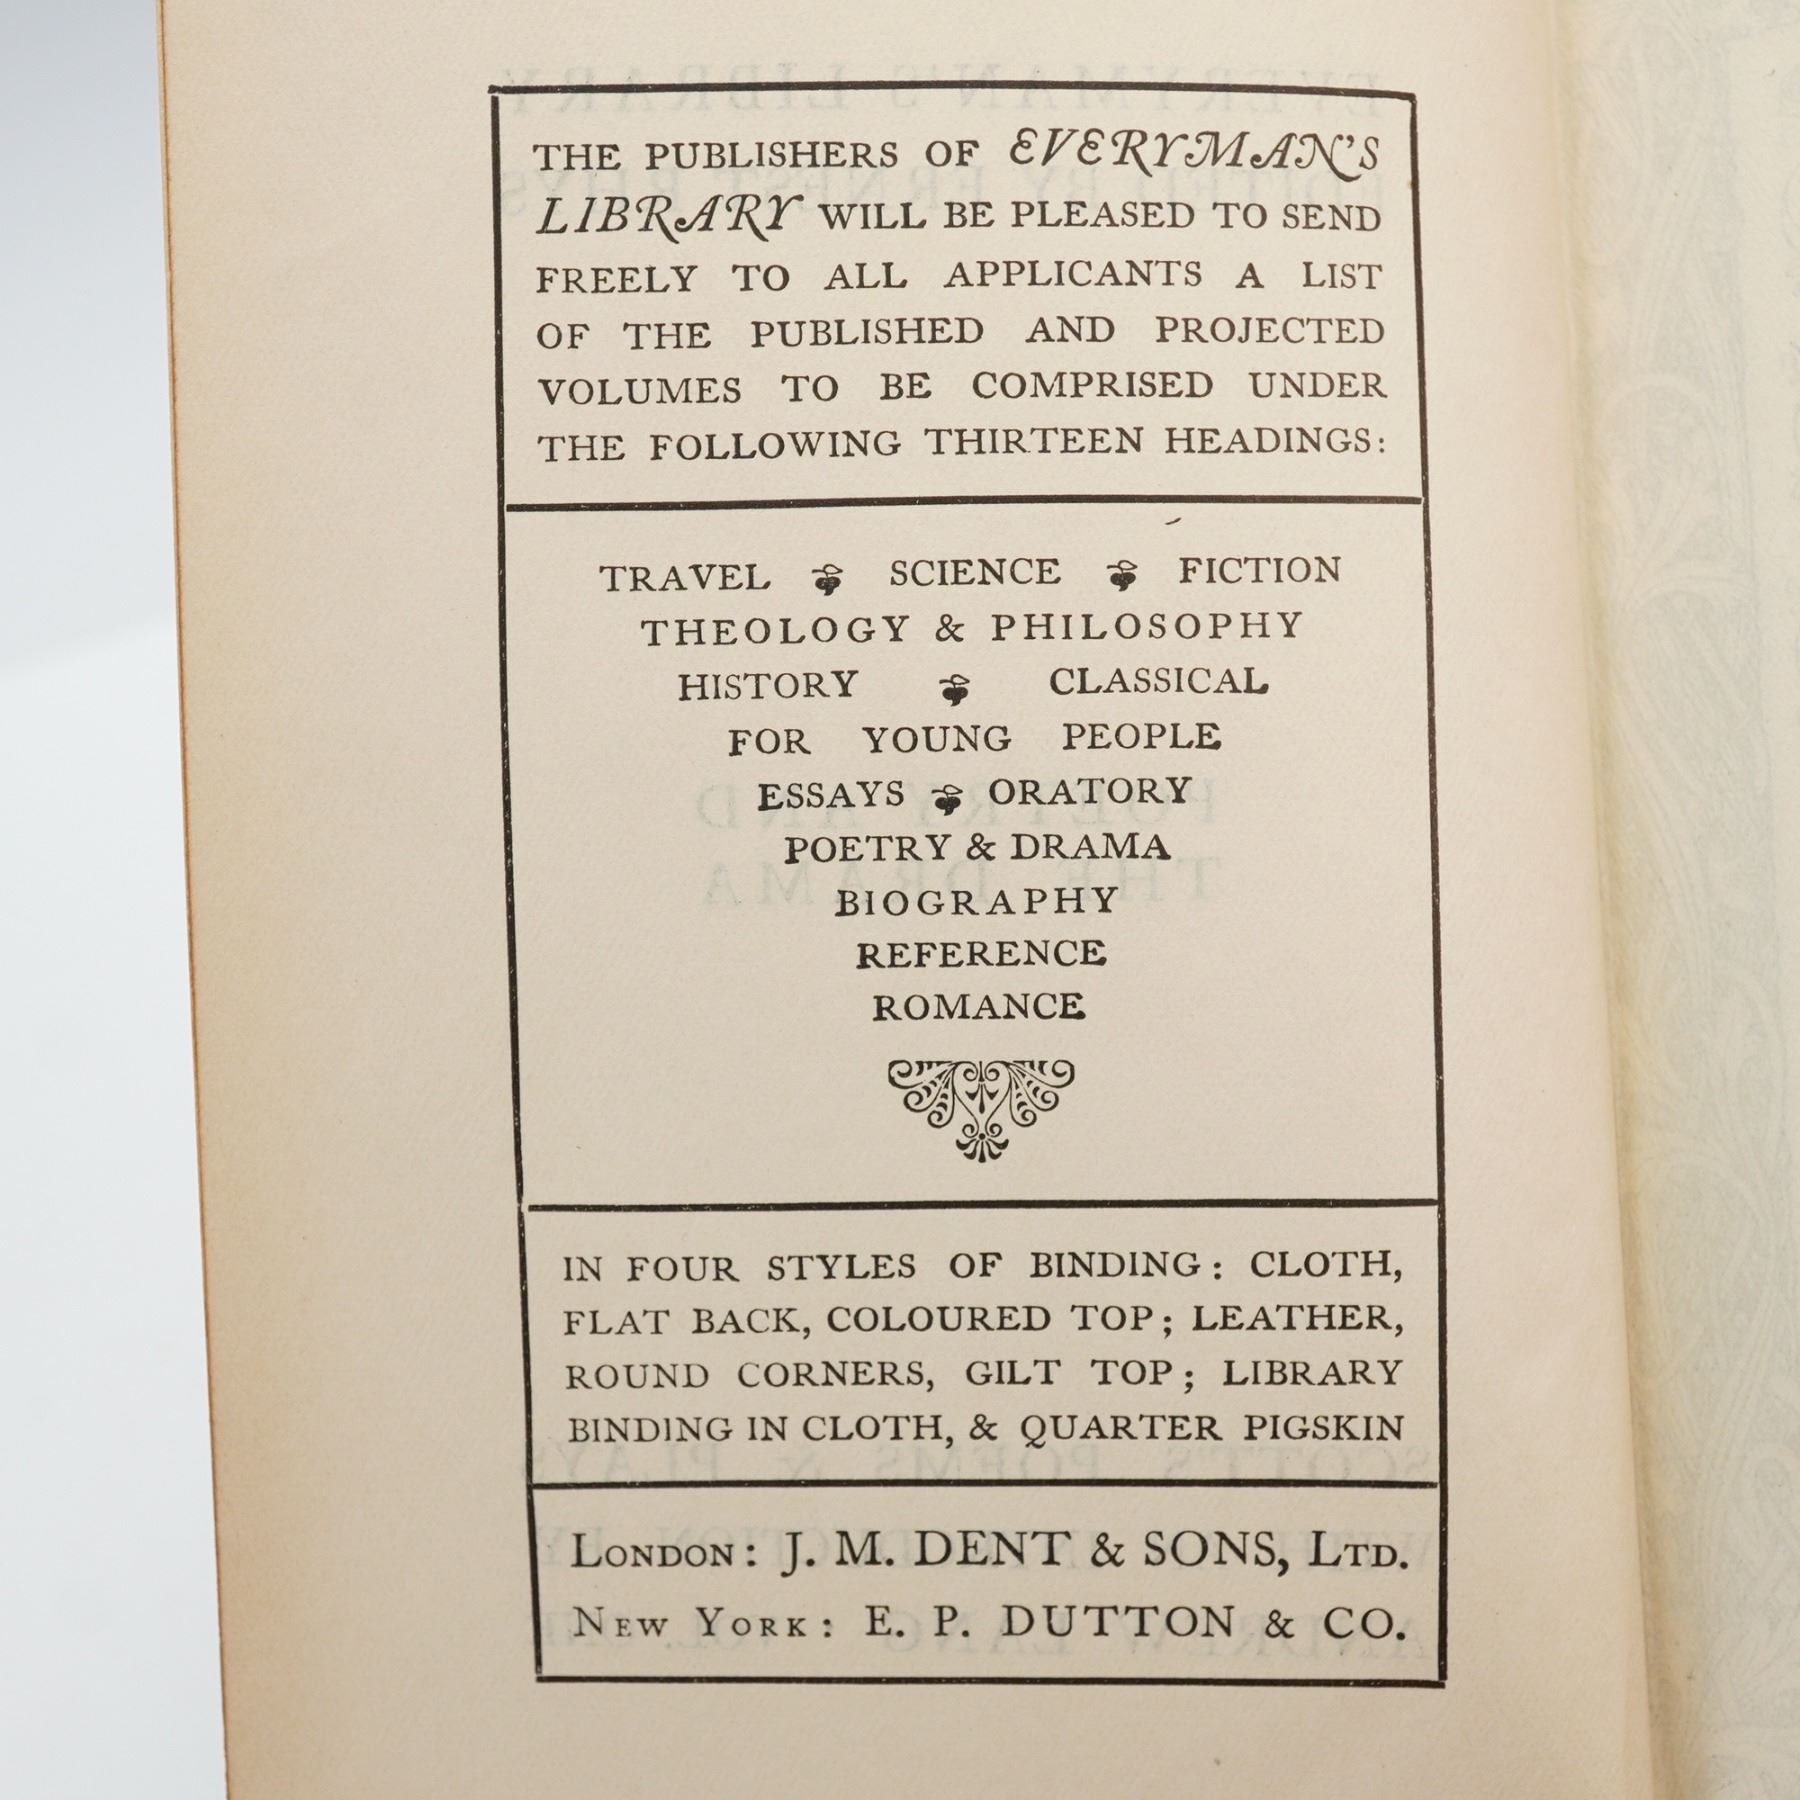 THE PUBLISHERS OF EVERYMAN'S
LIBRARY WILL BE PLEASED TO SEND
FREELY TO ALL APPLICANTS A LIST
OF THE PUBLISHED AND PROJECTED
VOLUMES TO BE COMPRISED UNDER
THE FOLLOWING THIRTEEN HEADINGS:
TRAVEL SCIENCE FICTION
THEOLOGY & PHILOSOPHY
HISTORY CLASSICAL
FOR YOUNG PEOPLE
ESSAYS ORATORY
POETRY & DRAMA
BIOGRAPHY
REFERENCE
ROMANCE
IN FOUR STYLES OF BINDING: CLOTH,
FLAT BACK, COLOURED TOP; LEATHER,
ROUND CORNERS, GILT TOP; LIBRARY
BINDING IN CLOTH, & QUARTER PIGSKIN
LONDON: J. M. DENT & SONS, LTD.
NEW YORK: E. P. DUTTON & CO.